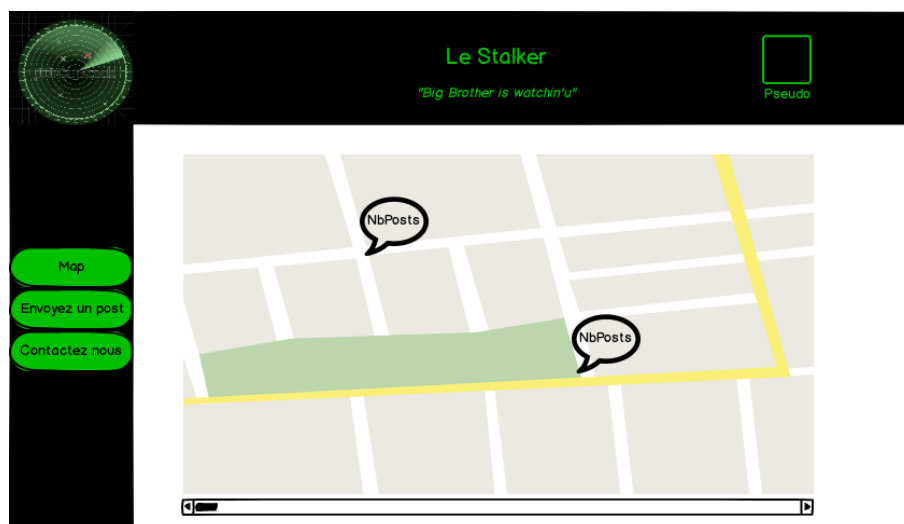 Le Stalker
"Big Brother is watchin'u"
Pseudo
Map
Envoyez un post
Contactez nous
NbPosts
NbPosts